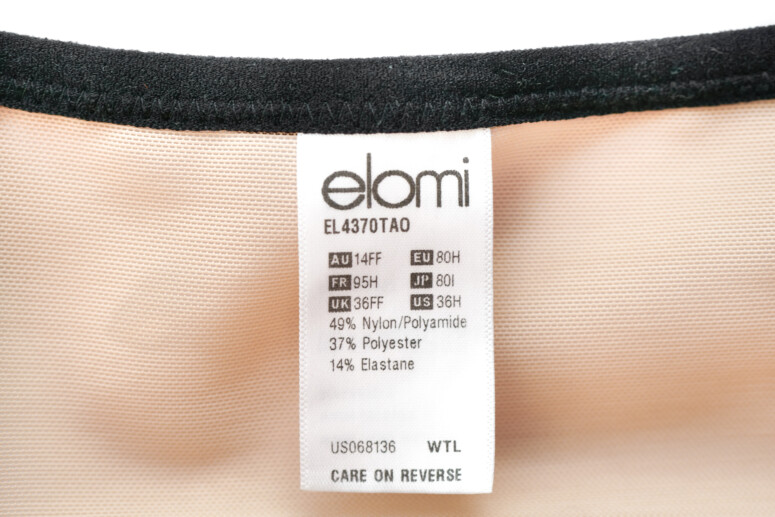 elomi
EL4370TAO
AU 14FF EU 80H
FR 95H JP 80I
UK 36FF US 36H
49% Nylon/Polyamide
37% Polyester
14% Elastane
US068136 WTL
CARE ON REVERSE